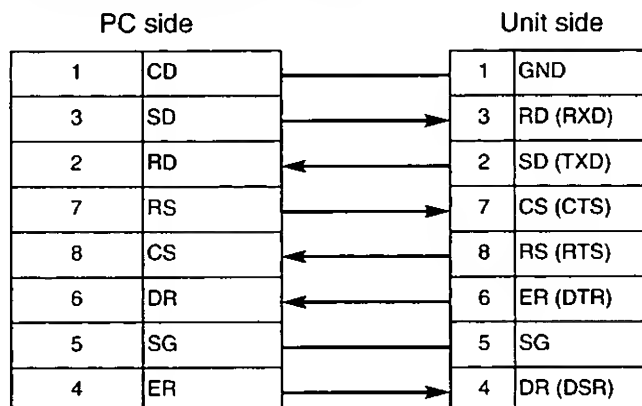 PC side Unit side
1 CD 1 GND
3 SD 3 RD (RXD)
2 RD 2 SD (TXD)
7 RS 7 CS (CTS)
8 CS 8 RS (RTS)
6 DR 6 ER (DTR)
5 SG 5 SG
4 ER 4 DR (DSR)